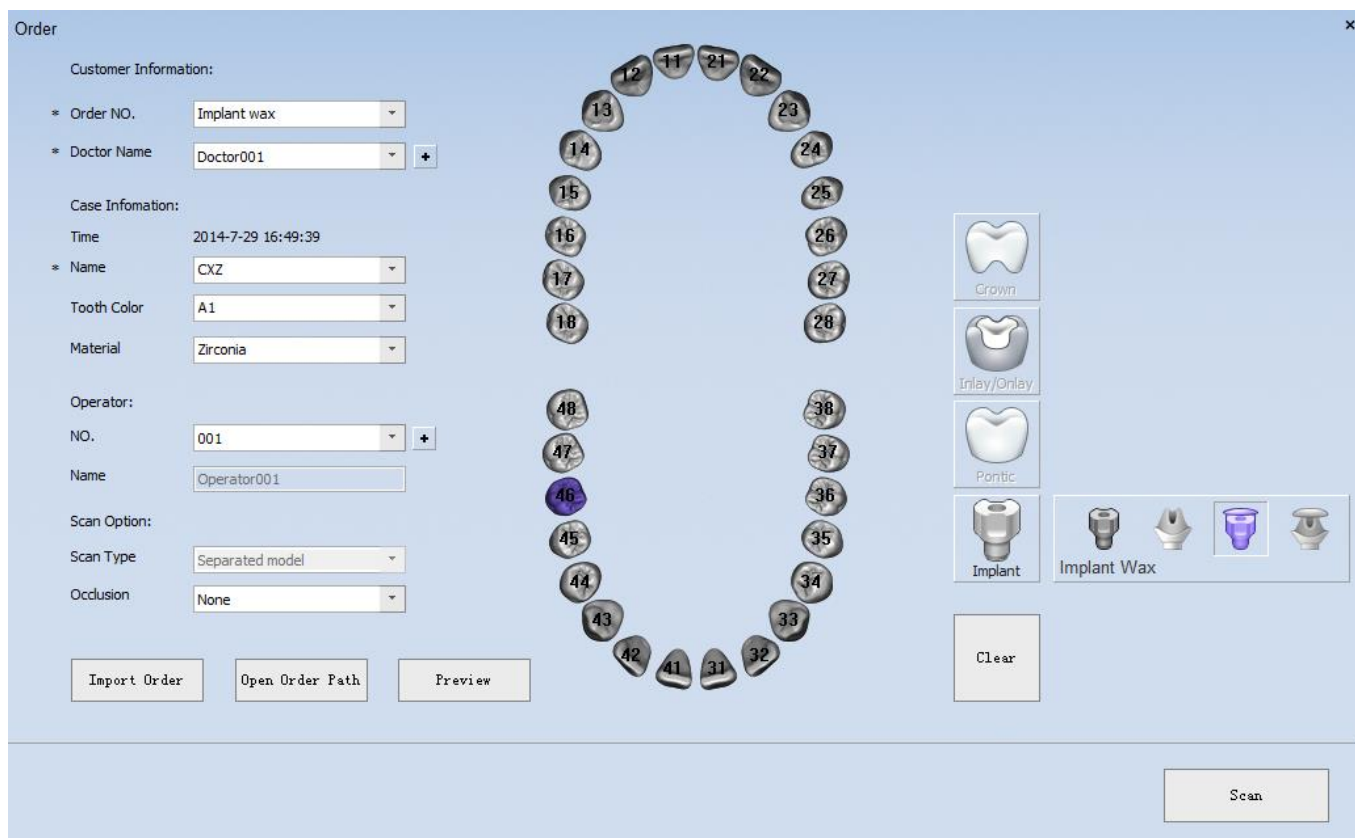 Order
×
Customer Information:
* Order NO. Implant wax
* Doctor Name Doctor001 +
Case Infomation:
Time 2014-7-29 16:49:39
* Name CXZ
Tooth Color A1
Material Zirconia
Operator:
NO. 001 +
Name Operator001
Scan Option:
Scan Type Separated model
Occlusion None
Import Order Open Order Path Preview
11 21
12 22
13 23
14 24
15 25
16 26
17 27
18 28
48 38
47 37
46 36
45 35
44 34
43 33
42 41 31 32
Crown
Inlay/Onlay
Pontic
Implant
Implant Wax
Clear
Scan